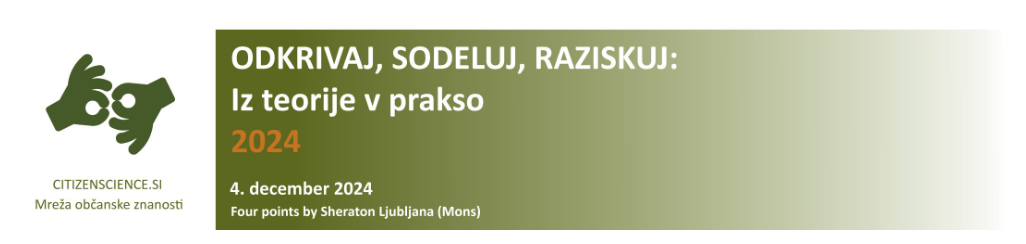 CITIZENSCIENCE.SI
Mreža občanske znanosti
ODKRIVAJ, SODELUJ, RAZISKUJ:
Iz teorije v prakso
2024
4. december 2024
Four points by Sheraton Ljubljana (Mons)